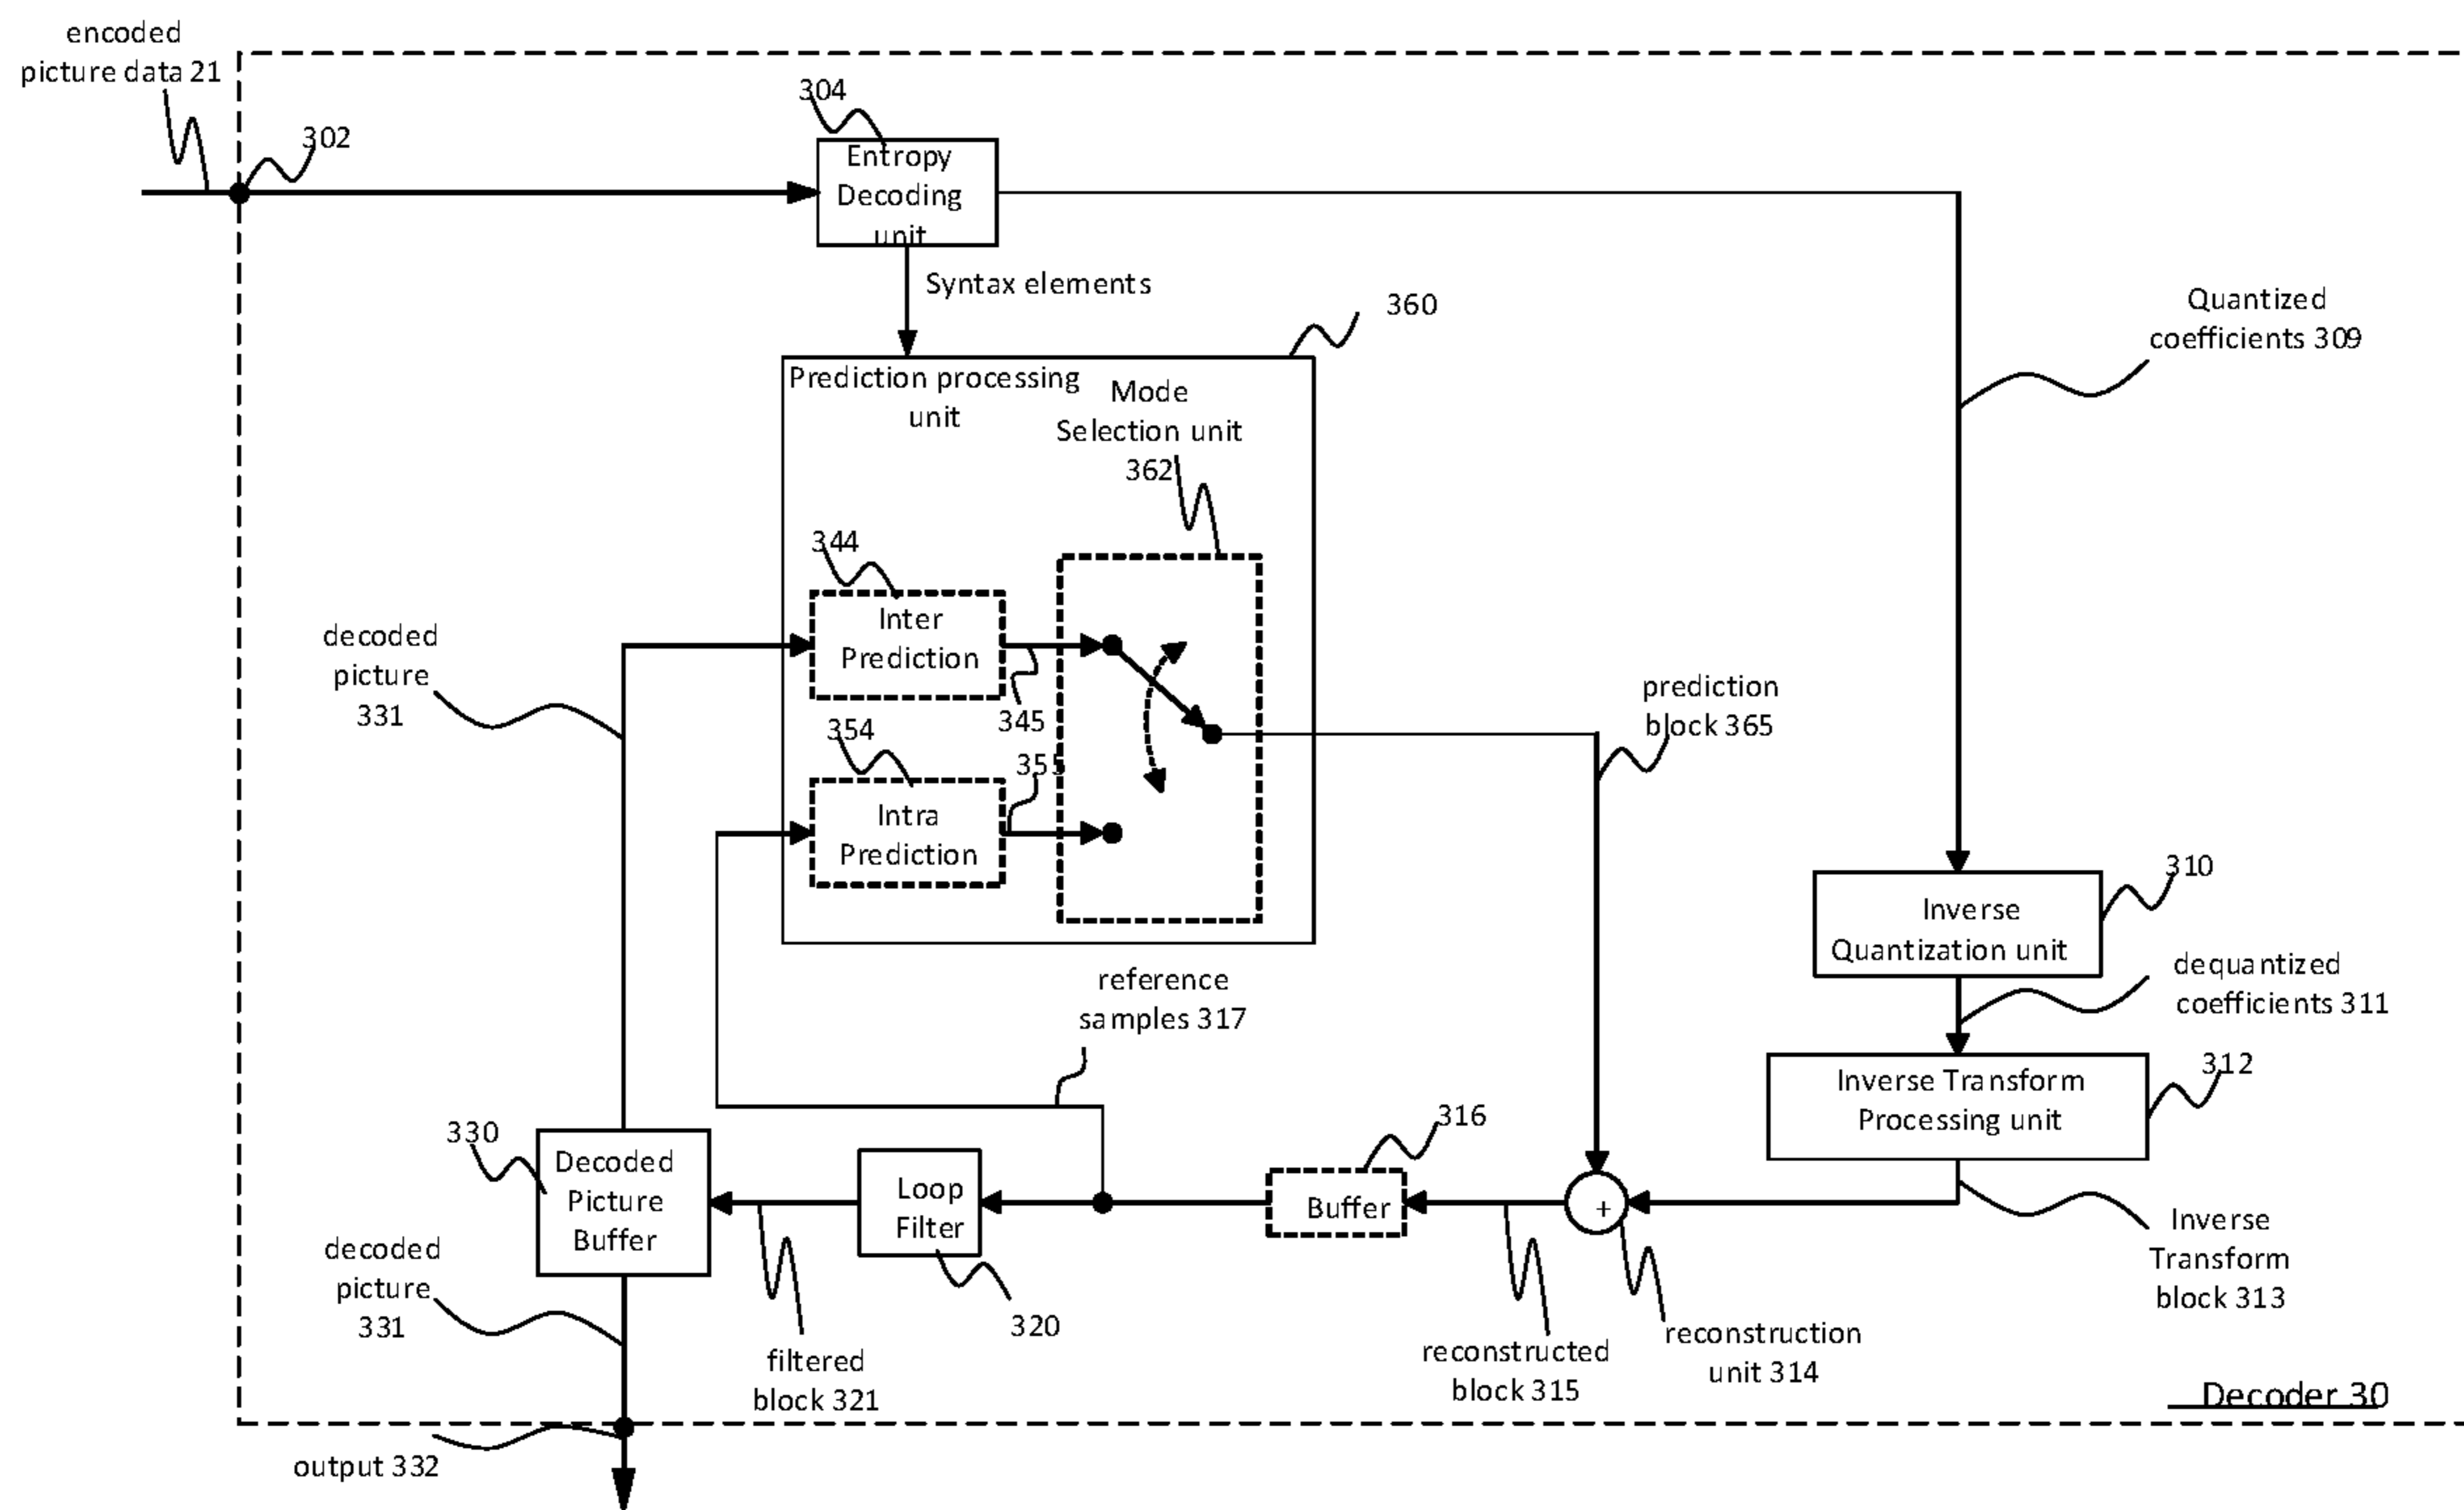 encoded
picture data 21
302
304
Entropy
Decoding
unit
Syntax elements
360
Quantized
coefficients 309
Prediction processing
unit
Mode
Selection unit
362
344
Inter
Prediction
345
decoded
picture
331
354
355
Intra
Prediction
prediction
block 365
310
Inverse
Quantization unit
dequantized
coefficients 311
reference
samples 317
312
Inverse Transform
Processing unit
316
Buffer
+
330
Decoded
Picture
Buffer
Loop
Filter
320
decoded
picture
331
filtered
block 321
reconstructed
block 315
reconstruction
unit 314
Inverse
Transform
block 313
Decoder 30
output 332